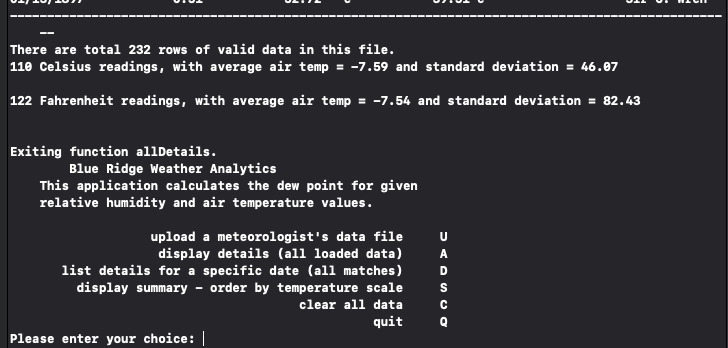 There are total 232 rows of valid data in this file.
110 Celsius readings, with average air temp = -7.59 and standard deviation = 46.07
122 Fahrenheit readings, with average air temp = -7.54 and standard deviation = 82.43
Exiting function allDetails.
Blue Ridge Weather Analytics
This application calculates the dew point for given
relative humidity and air temperature values.
upload a meteorologist's data file U
display details (all loaded data) A
list details for a specific date (all matches) D
display summary - order by temperature scale S
clear all data C
quit Q
Please enter your choice: